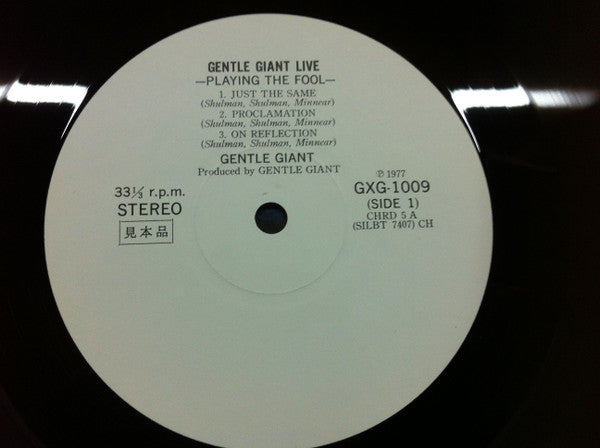 GENTLE GIANT LIVE
—PLAYING THE FOOL—
1. JUST THE SAME
(Shulman, Shulman, Minnear)
2. PROCLAMATION
(Shulman, Shulman, Minnear)
3. ON REFLECTION
(Shulman, Shulman, Minnear)
GENTLE GIANT
Produced by GENTLE GIANT
33⅓ r.p.m.
STEREO
見本品
Ⓟ 1977
GXG-1009
(SIDE 1)
CHRD 5 A
(SILBT 7407) CH